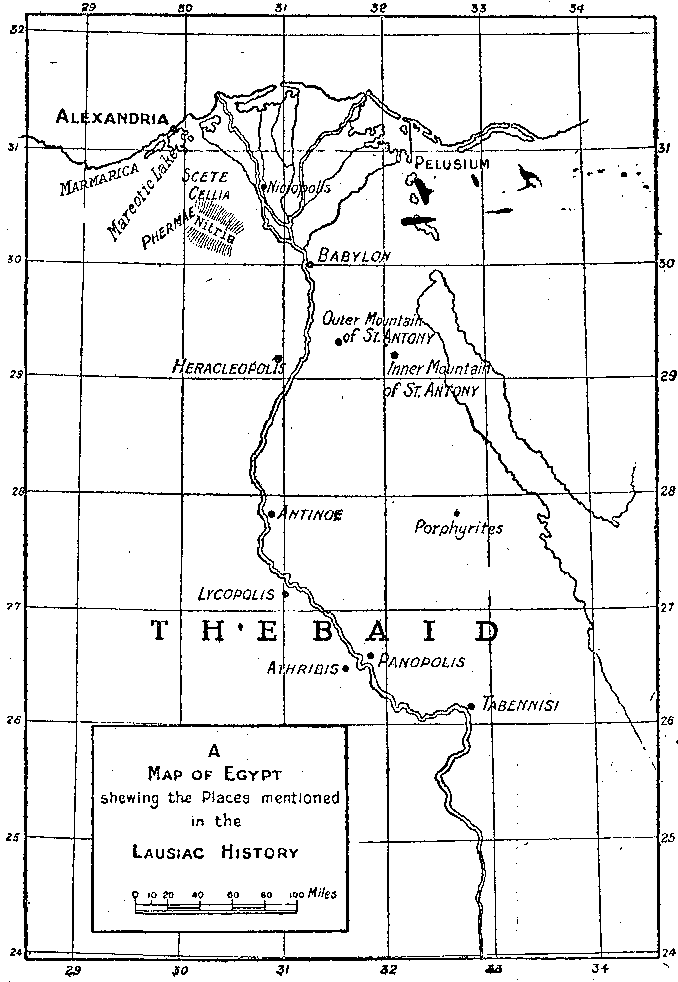 29 30 31 32 33 34
32
ALEXANDRIA
31 31
MARMARICA
Mareotic Lake
SCETE
CELLIA
Niciopolis
PELUSIUM
PHERMAE
Nitria
30 BABYLON 30
Outer Mountain
of St. ANTONY
HERACLEOPOLIS
Inner Mountain
of St. ANTONY
29 29
28 28
ANTINOE
Porphyrites
LYCOPOLIS
27 27
THEBAID
ATHRIBIS
PANOPOLIS
TABENNISI
26 26
A
MAP OF EGYPT
shewing the Places mentioned
in the
LAUSIAC HISTORY
0 10 20 40 60 80 100 Miles
25 25
24 24
29 30 31 32 33 34